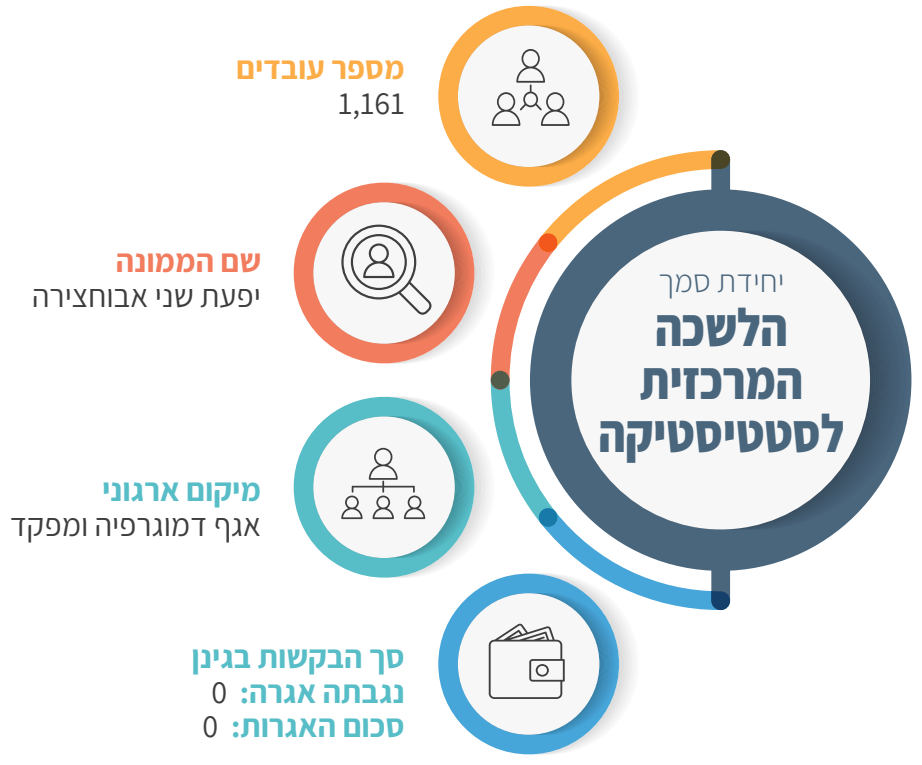 יחידת סמך
הלשכה
המרכזית
לסטטיסטיקה
מספר עובדים
1,161
שם הממונה
יפעת שני אבוחצירה
מיקום ארגוני
אגף דמוגרפיה ומפקד
סך הבקשות בגינן
נגבתה אגרה: 0
סכום האגרות: 0